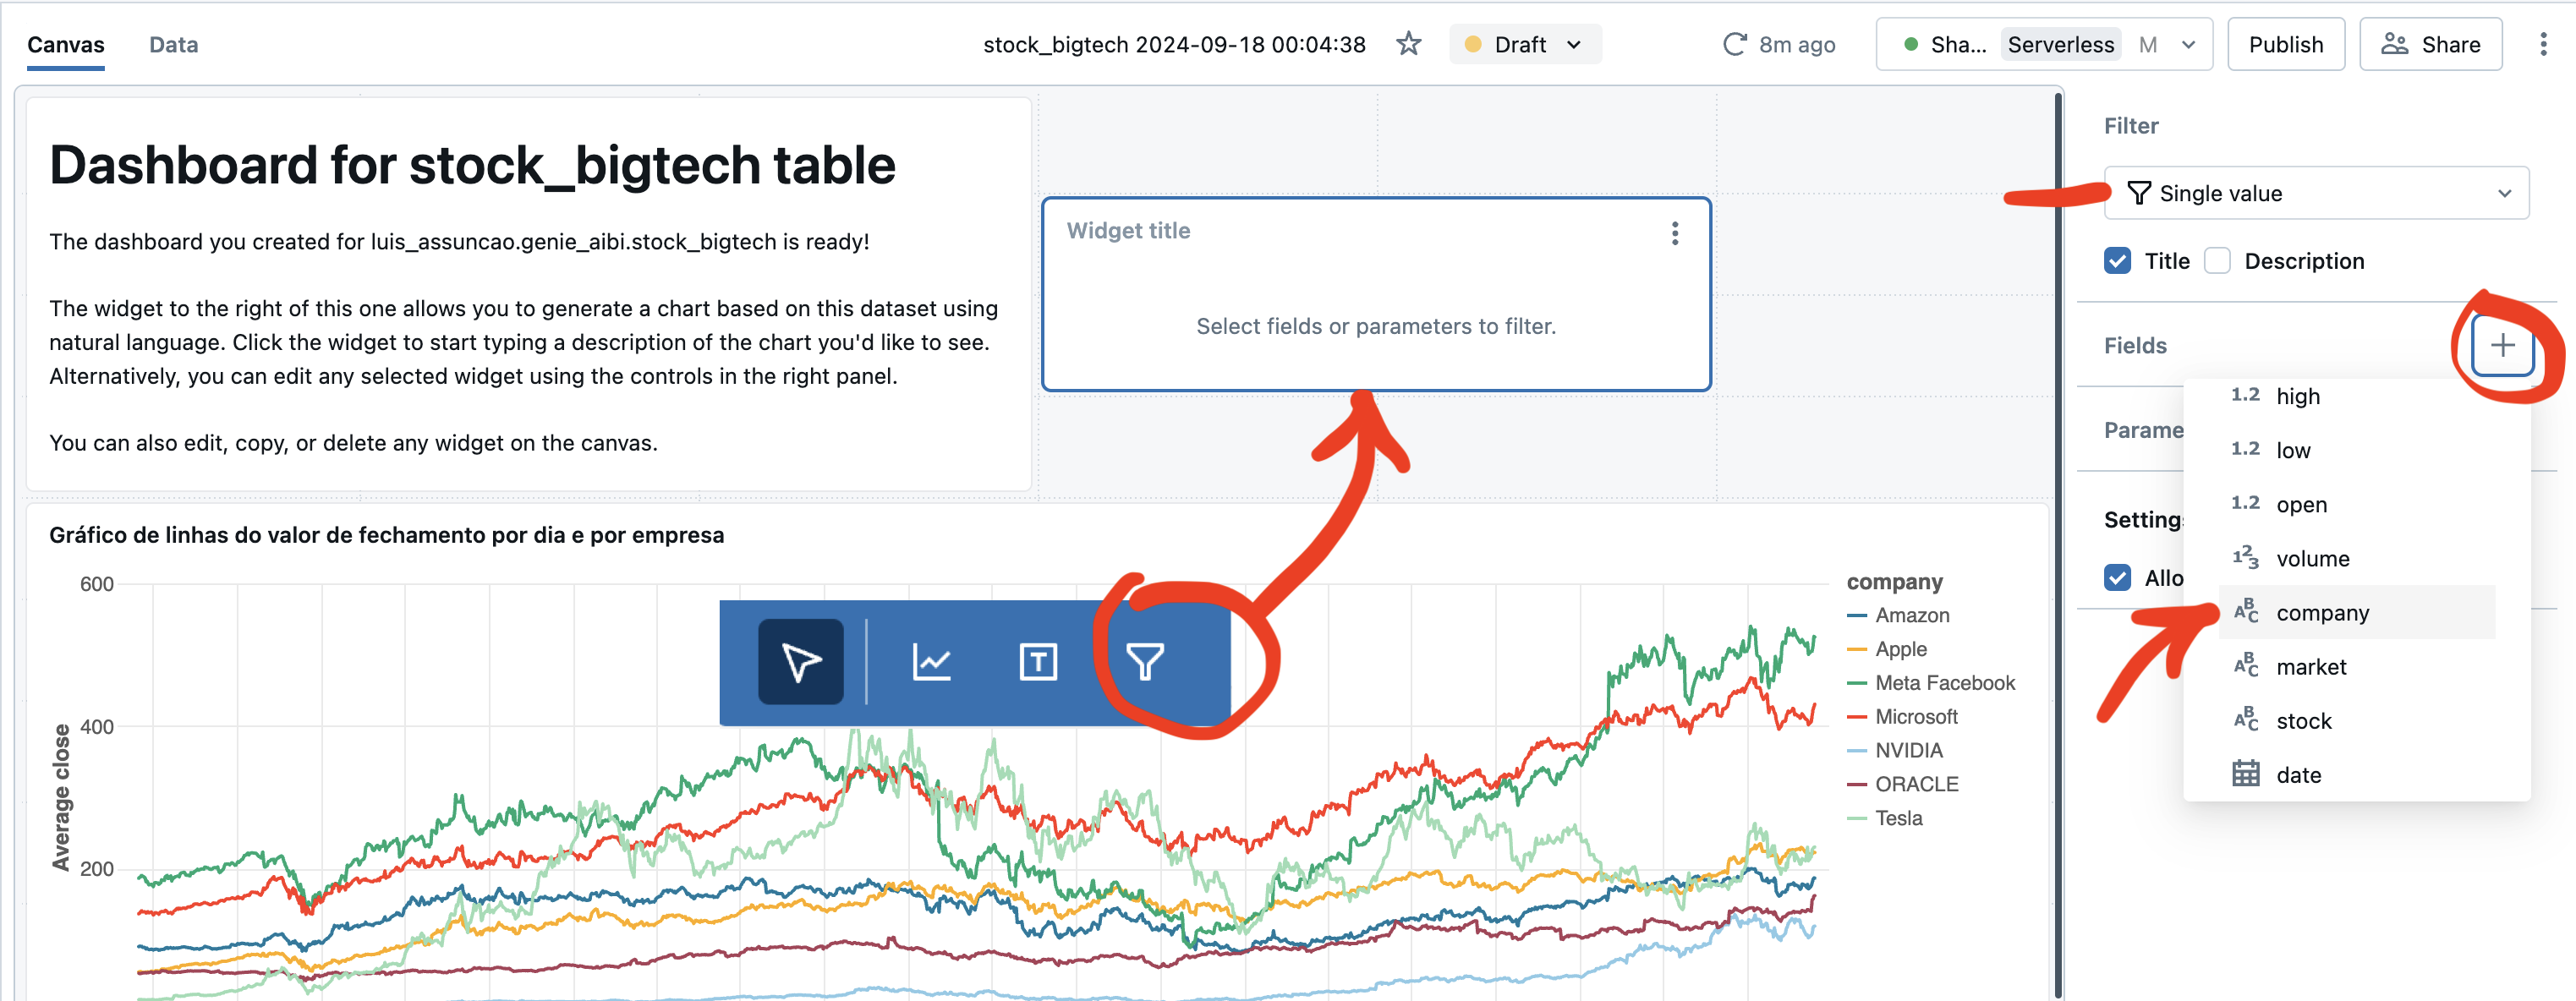 Canvas
Data
stock_bigtech 2024-09-18 00:04:38
Draft
8m ago
Sha... Serverless M
Publish
Share
Dashboard for stock_bigtech table
The dashboard you created for luis_assuncao.genie_aibi.stock_bigtech is ready!
The widget to the right of this one allows you to generate a chart based on this dataset using
natural language. Click the widget to start typing a description of the chart you'd like to see.
Alternatively, you can edit any selected widget using the controls in the right panel.
You can also edit, copy, or delete any widget on the canvas.
Widget title
Select fields or parameters to filter.
Filter
Single value
Title
Description
Fields
Parame
Setting
Allo
1.2 high
1.2 low
1.2 open
123 volume
ABC company
ABC market
ABC stock
date
Gráfico de linhas do valor de fechamento por dia e por empresa
600
400
200
Average close
T
company
Amazon
Apple
Meta Facebook
Microsoft
NVIDIA
ORACLE
Tesla